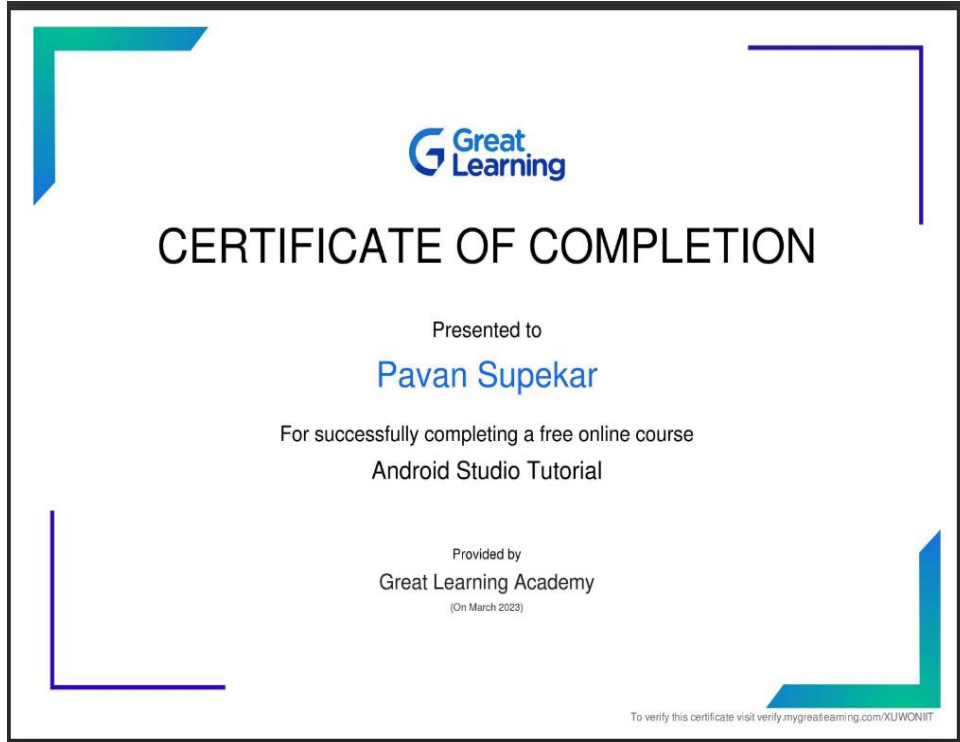 Great
Learning
CERTIFICATE OF COMPLETION
Presented to
Pavan Supekar
For successfully completing a free online course
Android Studio Tutorial
Provided by
Great Learning Academy
(On March 2023)
To verify this certificate visit verify.mygreatlearning.com/XUWONIIT